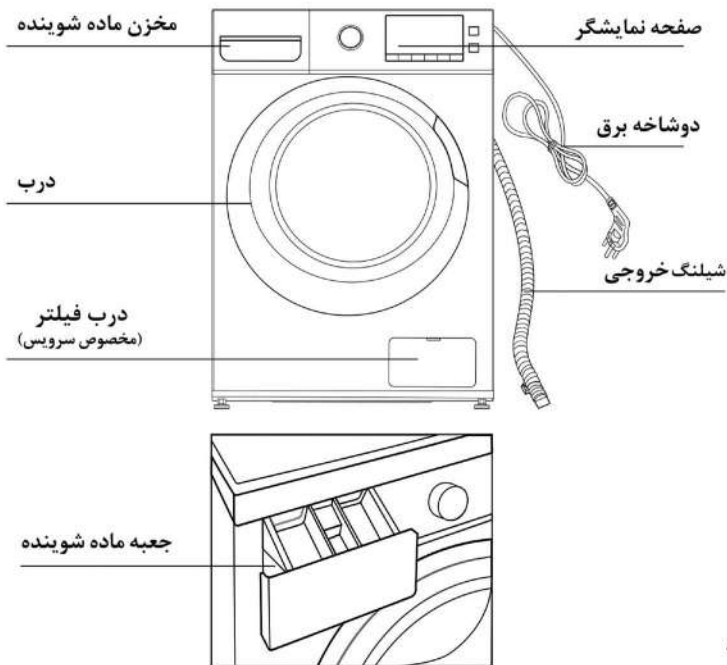 مخزن ماده شوینده
صفحه نمایشگر
دوشاخه برق
درب
شیلنگ خروجی
درب فیلتر
(مخصوص سرویس)
جعبه ماده شوینده